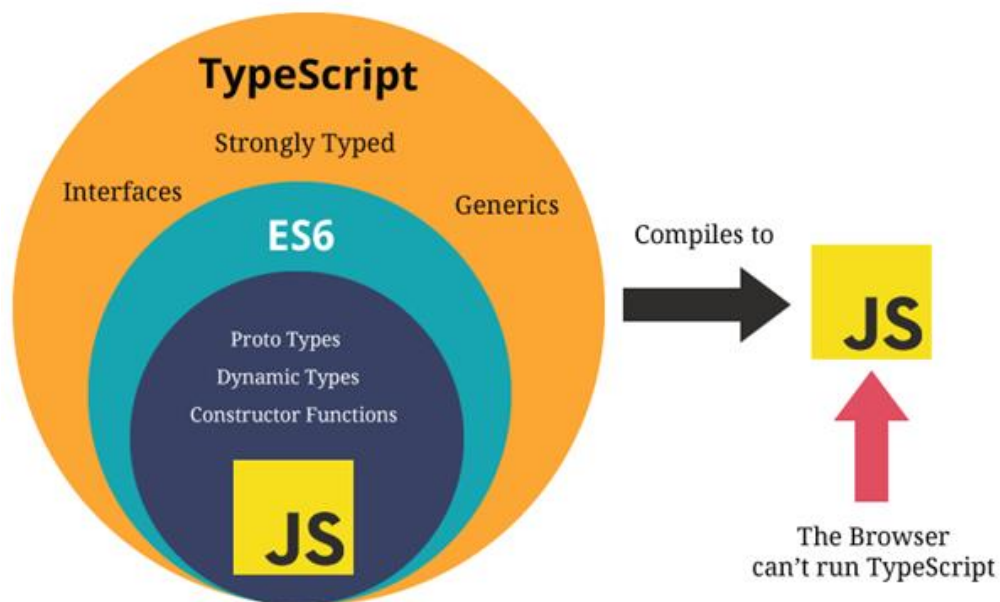 TypeScript
Strongly Typed
Interfaces
Generics
ES6
Proto Types
Dynamic Types
Constructor Functions
JS
Compiles to
JS
The Browser
can't run TypeScript